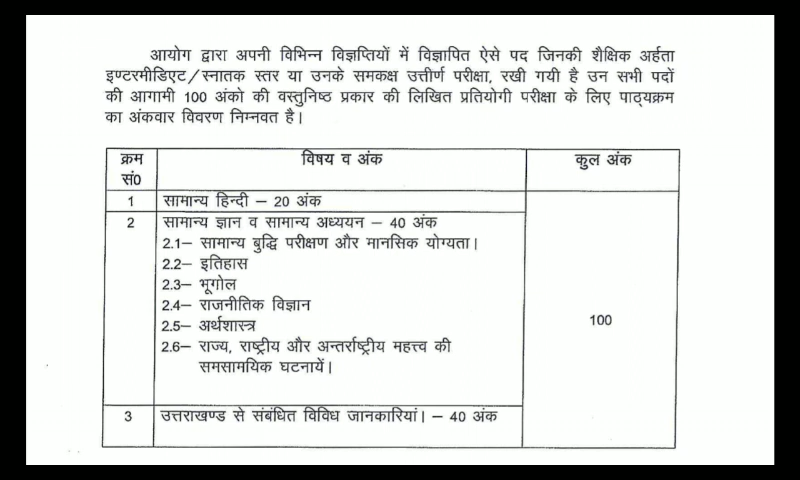 आयोग द्वारा अपनी विभिन्न विज्ञप्तियों में विज्ञापित ऐसे पद जिनकी शैक्षिक अर्हता
इण्टरमीडिएट/स्नातक स्तर या उनके समकक्ष उत्तीर्ण परीक्षा, रखी गयी है उन सभी पदों
की आगामी 100 अंको की वस्तुनिष्ठ प्रकार की लिखित प्रतियोगी परीक्षा के लिए पाठ्यक्रम
का अंकवार विवरण निम्नवत है।
क्रम सं0 विषय व अंक कुल अंक
1 सामान्य हिन्दी – 20 अंक
2 सामान्य ज्ञान व सामान्य अध्ययन – 40 अंक
2.1– सामान्य बुद्धि परीक्षण और मानसिक योग्यता।
2.2– इतिहास
2.3– भूगोल
2.4– राजनीतिक विज्ञान
2.5– अर्थशास्त्र
100
2.6– राज्य, राष्ट्रीय और अन्तर्राष्ट्रीय महत्त्व की
समसामयिक घटनायें।
3 उत्तराखण्ड से संबंधित विविध जानकारियां। – 40 अंक